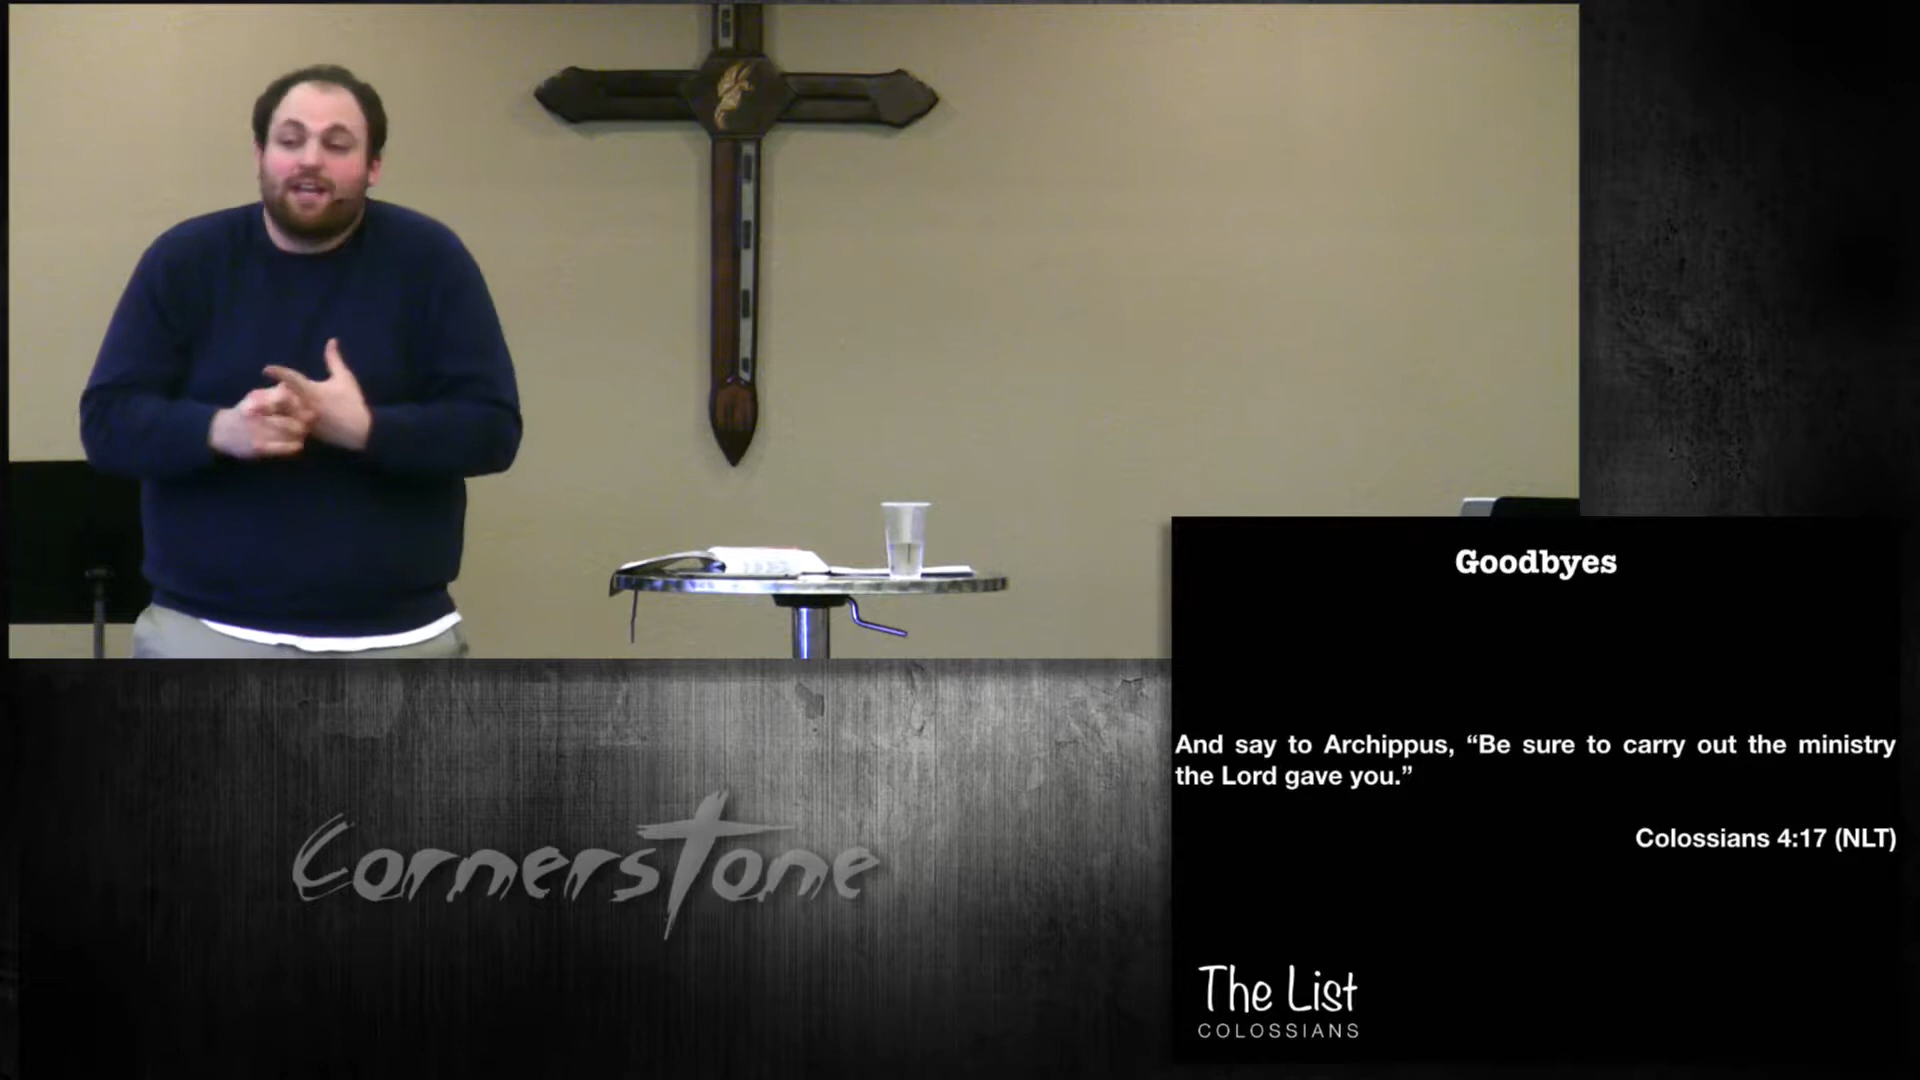 Goodbyes
And say to Archippus, “Be sure to carry out the ministry
the Lord gave you.”
Colossians 4:17 (NLT)
Cornerstone
The List
COLOSSIANS